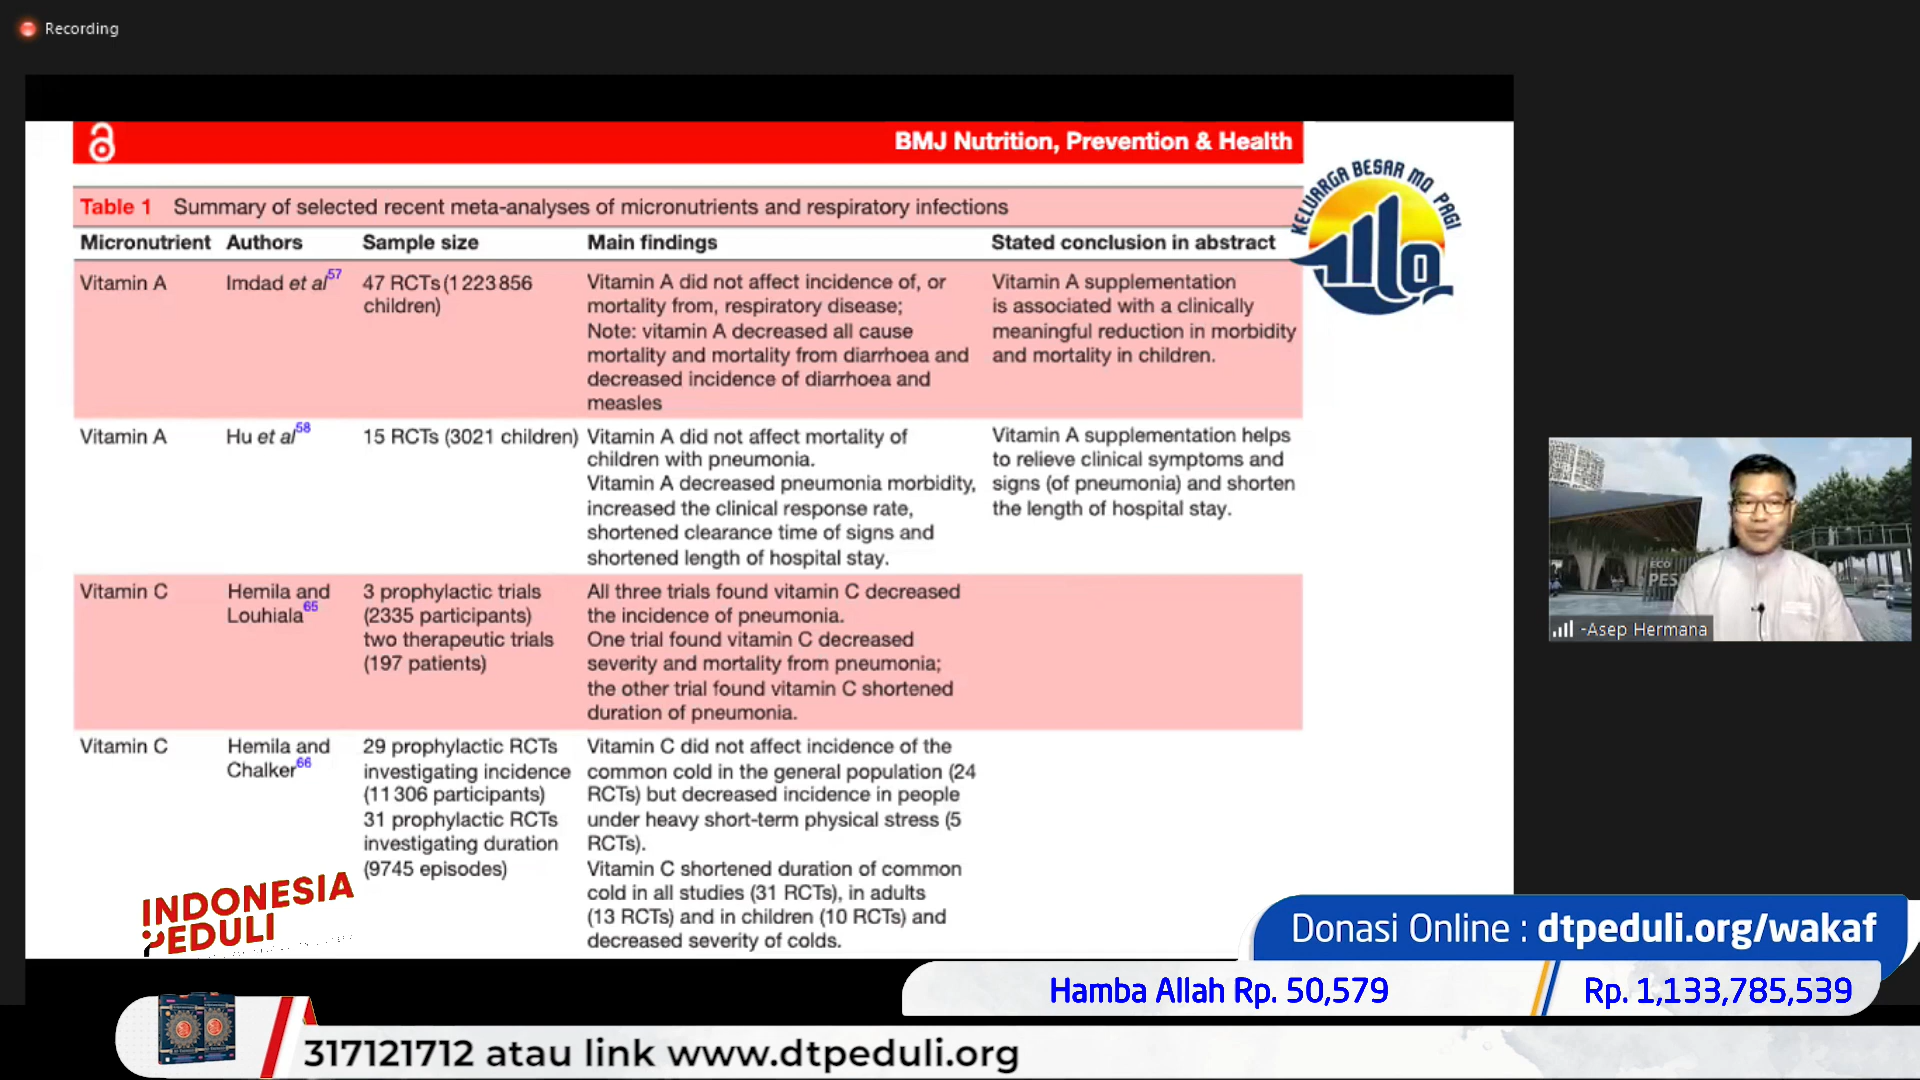 Recording
BMJ Nutrition, Prevention & Health
KELUARGA BESAR MQ PAGI
MQ
Table 1 Summary of selected recent meta-analyses of micronutrients and respiratory infections
Micronutrient Authors Sample size Main findings Stated conclusion in abstract
Vitamin A Imdad et al57 47 RCTs (1 223 856 Vitamin A did not affect incidence of, or Vitamin A supplementation
children) mortality from, respiratory disease; is associated with a clinically
Note: vitamin A decreased all cause meaningful reduction in morbidity
mortality and mortality from diarrhoea and and mortality in children.
decreased incidence of diarrhoea and
measles
Vitamin A Hu et al58 15 RCTs (3021 children) Vitamin A did not affect mortality of Vitamin A supplementation helps
children with pneumonia. to relieve clinical symptoms and
Vitamin A decreased pneumonia morbidity, signs (of pneumonia) and shorten
increased the clinical response rate, the length of hospital stay.
shortened clearance time of signs and
shortened length of hospital stay.
Vitamin C Hemila and 3 prophylactic trials All three trials found vitamin C decreased
Louhiala65 (2335 participants) the incidence of pneumonia.
two therapeutic trials One trial found vitamin C decreased
(197 patients) severity and mortality from pneumonia;
the other trial found vitamin C shortened
duration of pneumonia.
Vitamin C Hemila and 29 prophylactic RCTs Vitamin C did not affect incidence of the
Chalker66 investigating incidence common cold in the general population (24
(11 306 participants) RCTs) but decreased incidence in people
31 prophylactic RCTs under heavy short-term physical stress (5
investigating duration RCTs).
(9745 episodes) Vitamin C shortened duration of common
cold in all studies (31 RCTs), in adults
(13 RCTs) and in children (10 RCTs) and
decreased severity of colds.
ECO
PES
-Asep Hermana
INDONESIA
PEDULI
Donasi Online : dtpeduli.org/wakaf
Hamba Allah Rp. 50,579 Rp. 1,133,785,539
317121712 atau link www.dtpeduli.org